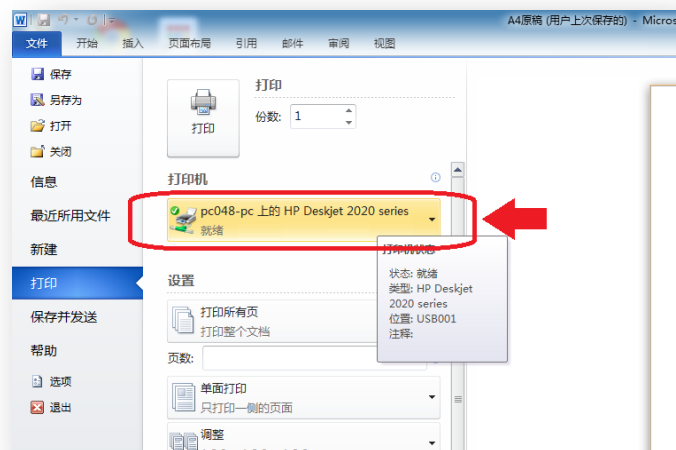 A4原稿 (用户上次保存的) - Micros
文件 开始 插入 页面布局 引用 邮件 审阅 视图
保存
另存为
打开
关闭
信息
最近所用文件
新建
打印
保存并发送
帮助
选项
退出
打印
打印
份数: 1
打印机
pc048-pc 上的 HP Deskjet 2020 series
就绪
打印机状态
状态: 就绪
类型: HP Deskjet
2020 series
位置: USB001
注释:
设置
打印所有页
打印整个文档
页数:
单面打印
只打印一侧的页面
调整